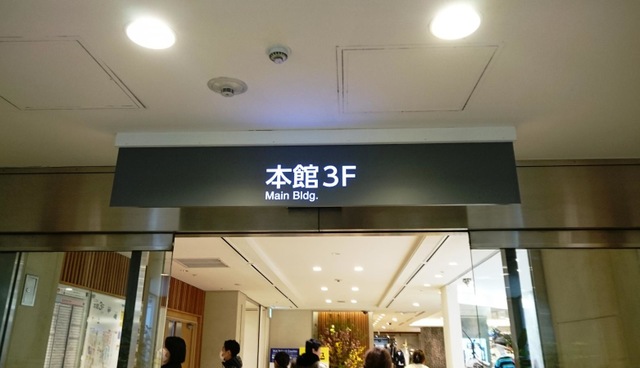 本館3F
Main Bldg.